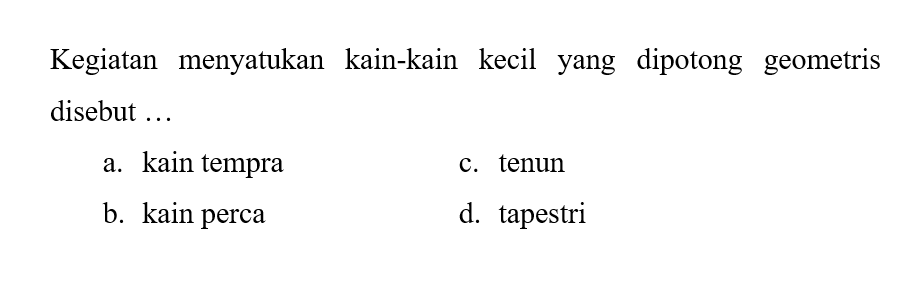 Kegiatan menyatukan kain-kain kecil yang dipotong geometris
disebut …
a. kain tempra c. tenun
b. kain perca d. tapestri